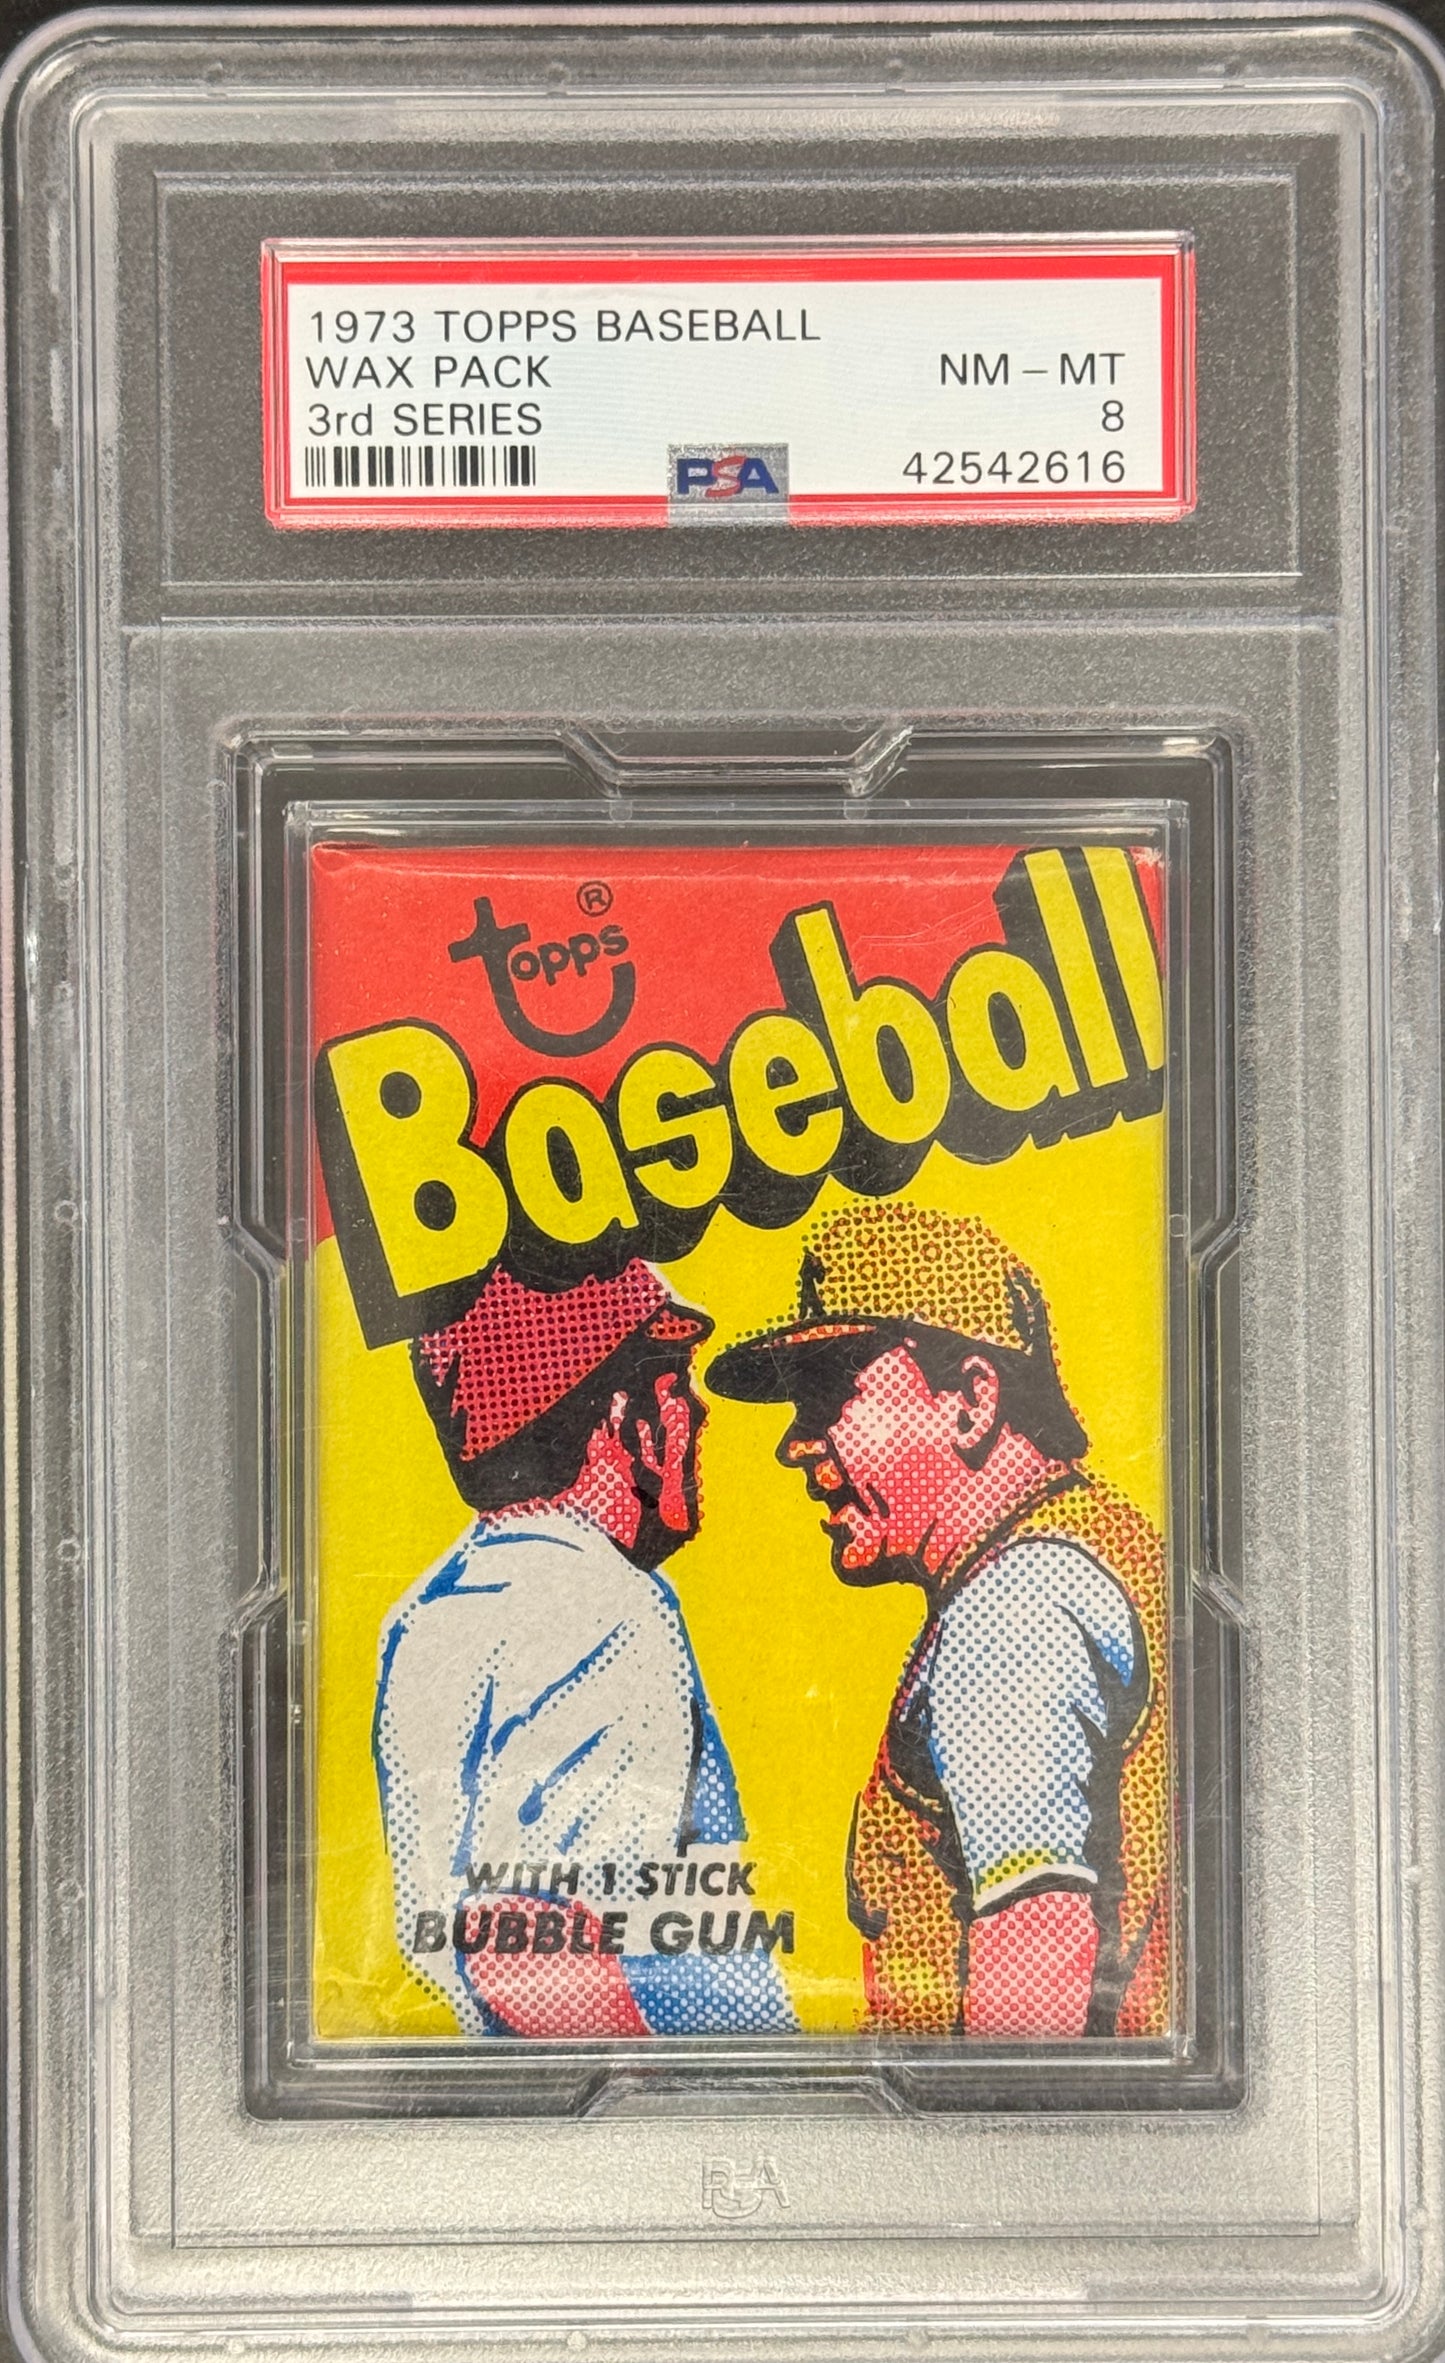 1973 TOPPS BASEBALL
WAX PACK
NM - MT
3rd SERIES
8
PSA
42542616
topps®
Baseball
WITH 1 STICK
BUBBLE GUM
PSA